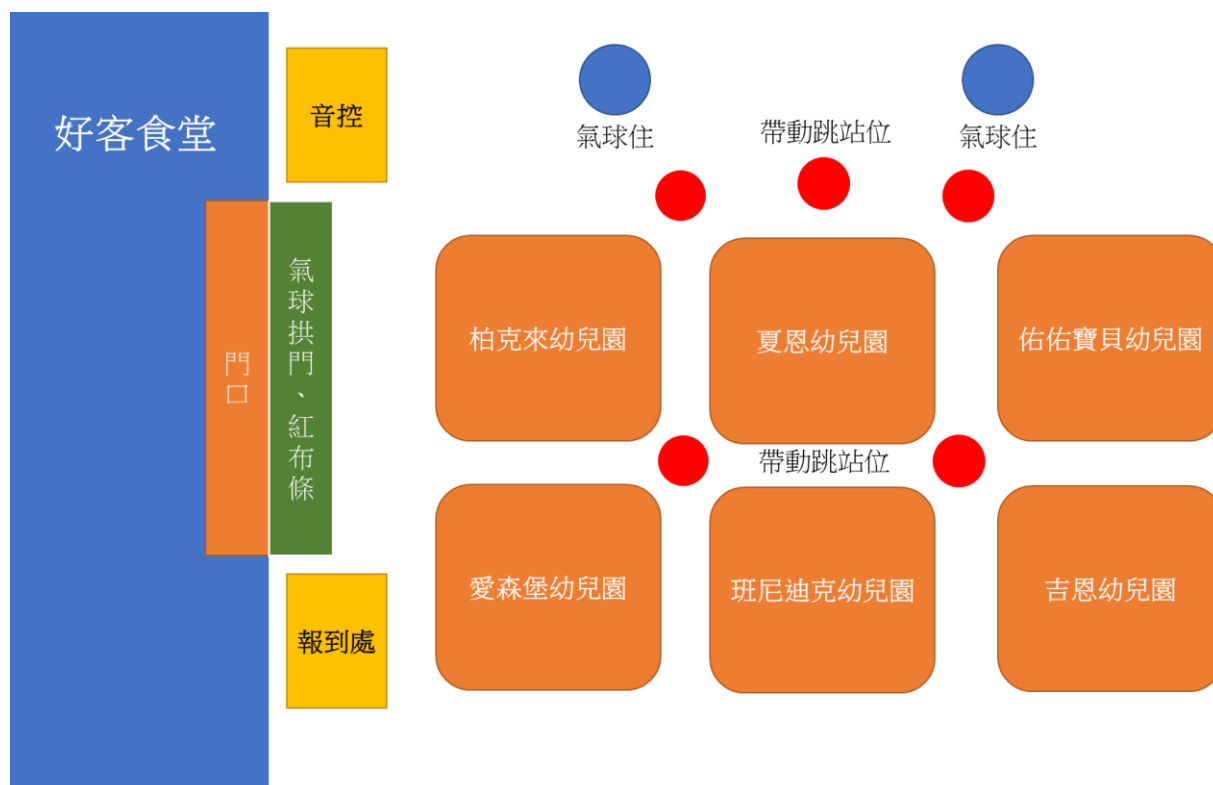 好客食堂
音控
氣球住
帶動跳站位
氣球住
門口
氣球拱門、紅布條
柏克來幼兒園
夏恩幼兒園
佑佑寶貝幼兒園
帶動跳站位
愛森堡幼兒園
班尼迪克幼兒園
吉恩幼兒園
報到處